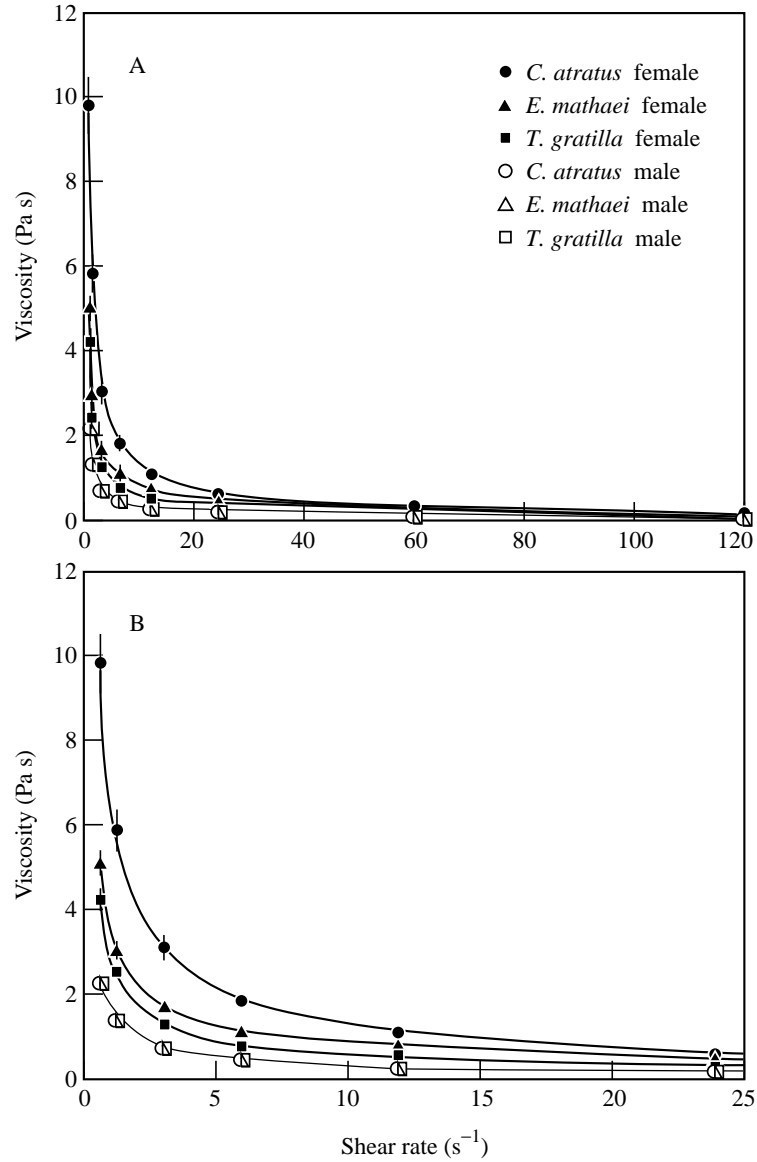 12
10
8
6
4
2
0
Viscosity (Pa s)
A
C. atratus female
E. mathaei female
T. gratilla female
C. atratus male
E. mathaei male
T. gratilla male
0 20 40 60 80 100 120
12
10
8
6
4
2
0
Viscosity (Pa s)
B
0 5 10 15 20 25
Shear rate (s⁻¹)